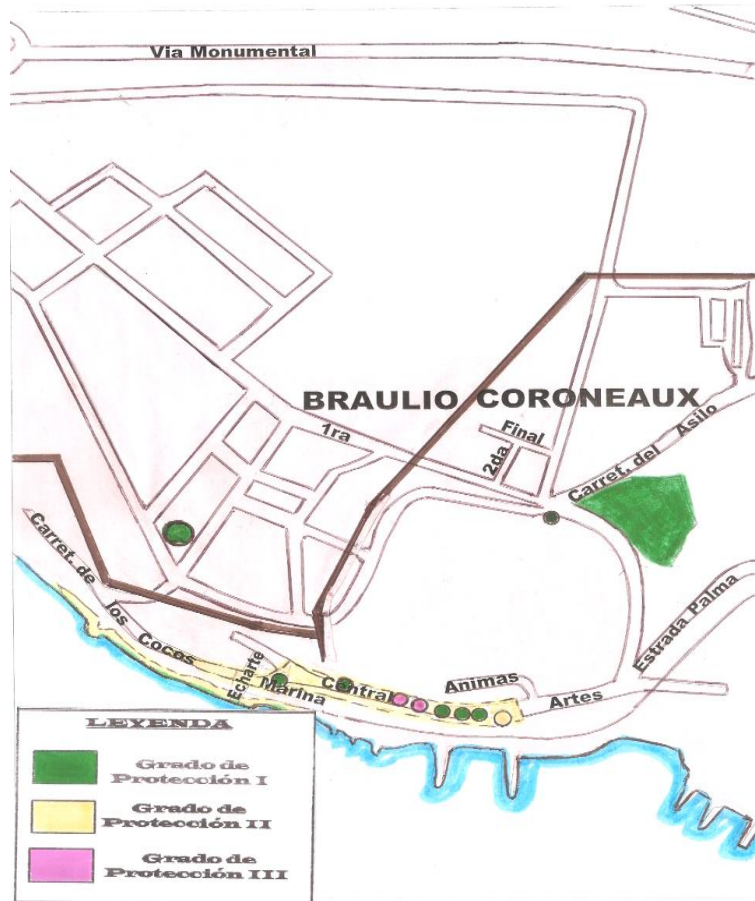 Via Monumental
BRAULIO CORONEAUX
1ra
Final
2da
Carret. del Asilo
Carret. de los Cocos
Estrada Palma
Echarte
Marina
Central
Animas
Artes
LEYENDA
Grado de
Protección I
Grado de
Protección II
Grado de
Protección III